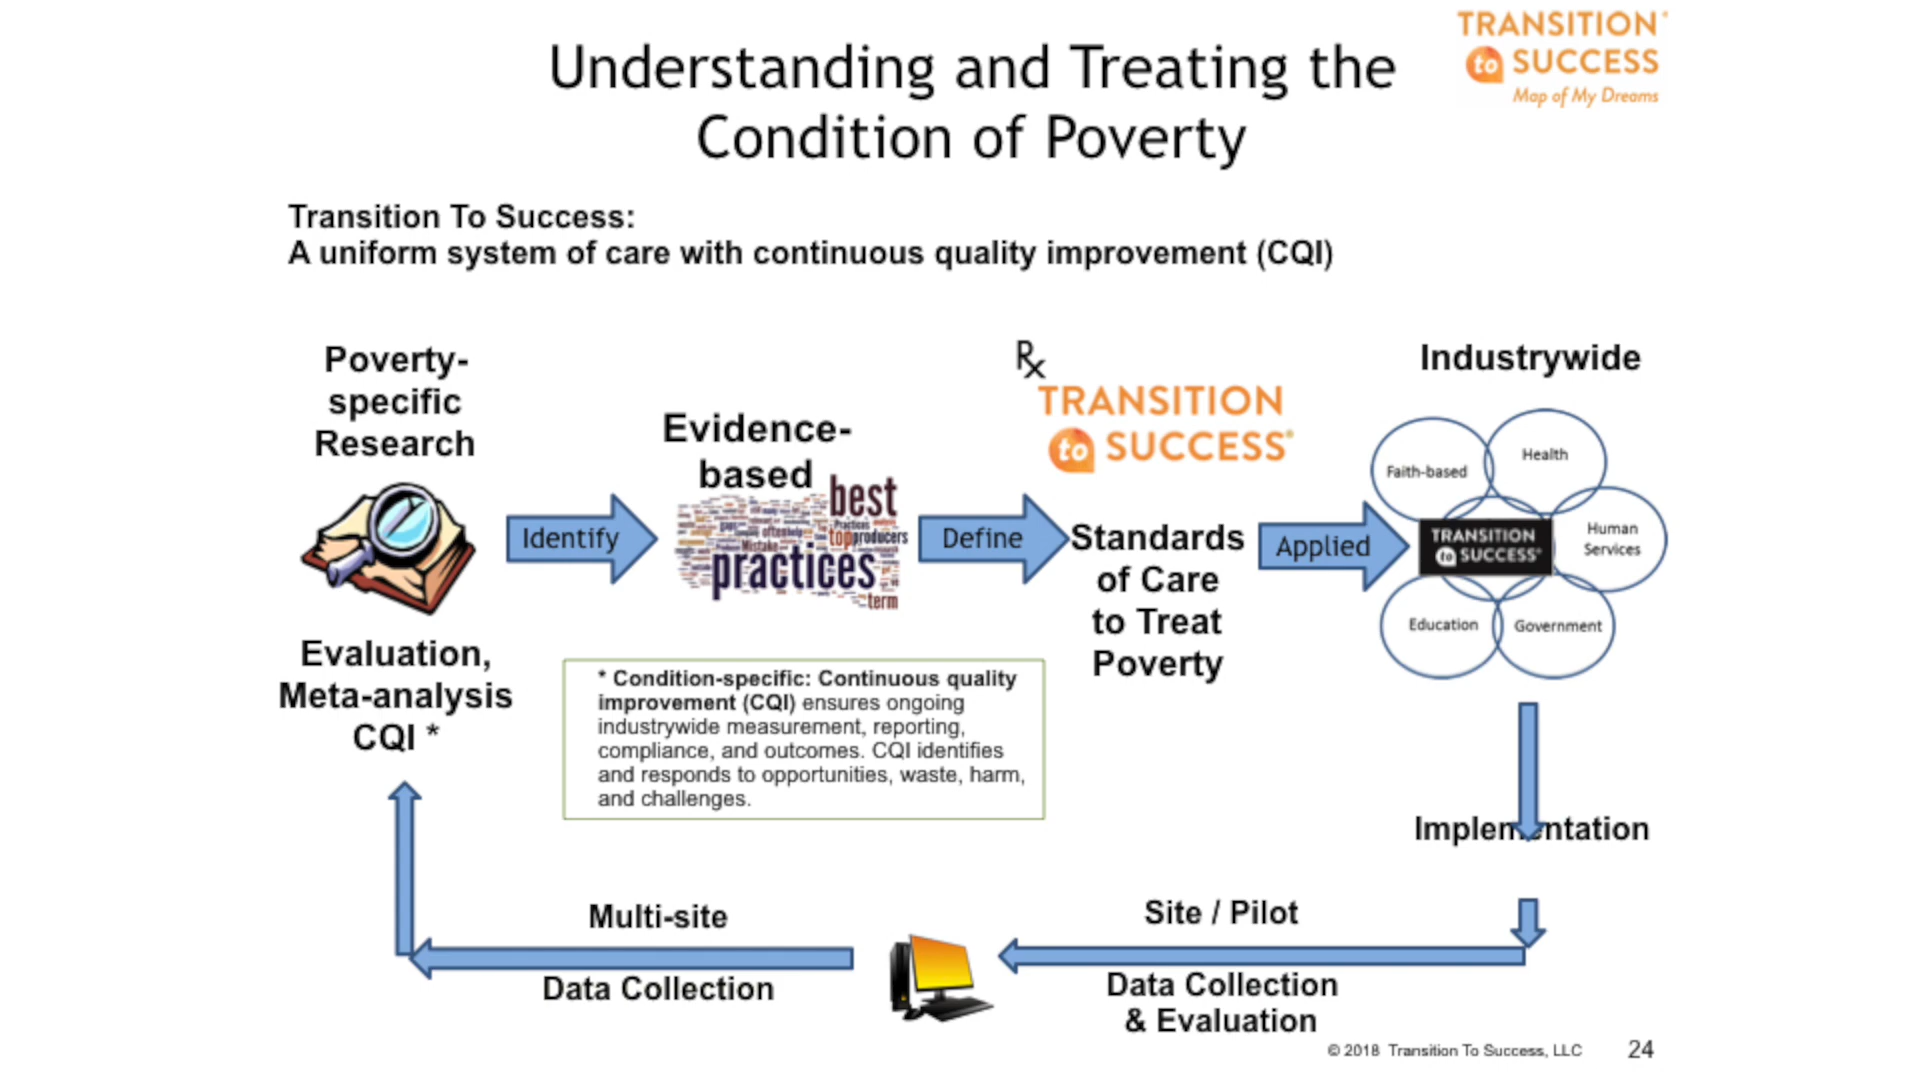 TRANSITION®
to SUCCESS
Map of My Dreams
Understanding and Treating the
Condition of Poverty
Transition To Success:
A uniform system of care with continuous quality improvement (CQI)
Poverty-
specific
Research
Identify
Evidence-
based
best
Practices
top producers
Mistake
practices
term
Define
Rx
TRANSITION
to SUCCESS®
Standards
of Care
to Treat
Poverty
Applied
Industrywide
Faith-based
Health
Human
Services
TRANSITION
to SUCCESS®
Education
Government
Evaluation,
Meta-analysis
CQI *
* Condition-specific: Continuous quality
improvement (CQI) ensures ongoing
industrywide measurement, reporting,
compliance, and outcomes. CQI identifies
and responds to opportunities, waste, harm,
and challenges.
Implementation
Multi-site
Data Collection
Site / Pilot
Data Collection
& Evaluation
© 2018 Transition To Success, LLC
24